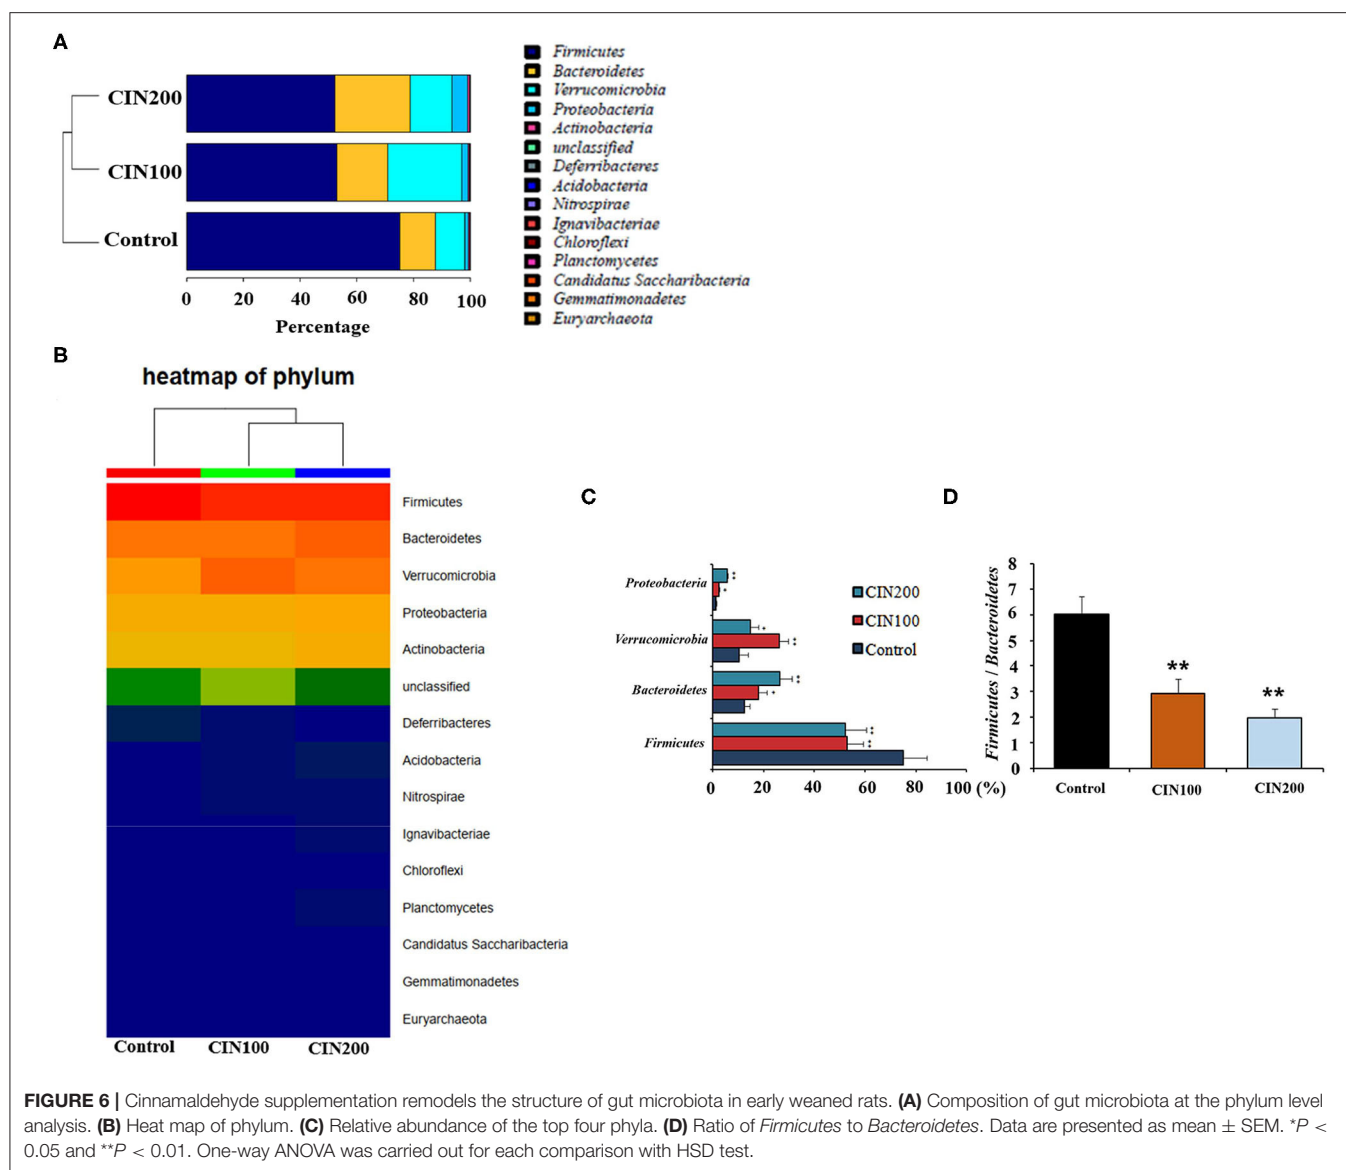 A
CIN200
CIN100
Control
0 20 40 60 80 100
Percentage
Firmicutes
Bacteroidetes
Verrucomicrobia
Proteobacteria
Actinobacteria
unclassified
Deferribacteres
Acidobacteria
Nitrospirae
Ignavibacteriae
Chloroflexi
Planctomycetes
Candidatus Saccharibacteria
Gemmatimonadetes
Euryarchaeota
B
heatmap of phylum
Firmicutes
Bacteroidetes
Verrucomicrobia
Proteobacteria
Actinobacteria
unclassified
Deferribacteres
Acidobacteria
Nitrospirae
Ignavibacteriae
Chloroflexi
Planctomycetes
Candidatus Saccharibacteria
Gemmatimonadetes
Euryarchaeota
Control CIN100 CIN200
C
Proteobacteria
**
*
Verrucomicrobia
*
**
Bacteroidetes
**
*
Firmicutes
**
**
0 20 40 60 80 100 (%)
CIN200
CIN100
Control
D
Firmicutes / Bacteroidetes
8
7
6
5
4
3
2
1
0
**
**
Control CIN100 CIN200
FIGURE 6 | Cinnamaldehyde supplementation remodels the structure of gut microbiota in early weaned rats. (A) Composition of gut microbiota at the phylum level
analysis. (B) Heat map of phylum. (C) Relative abundance of the top four phyla. (D) Ratio of Firmicutes to Bacteroidetes. Data are presented as mean ± SEM. *P <
0.05 and **P < 0.01. One-way ANOVA was carried out for each comparison with HSD test.